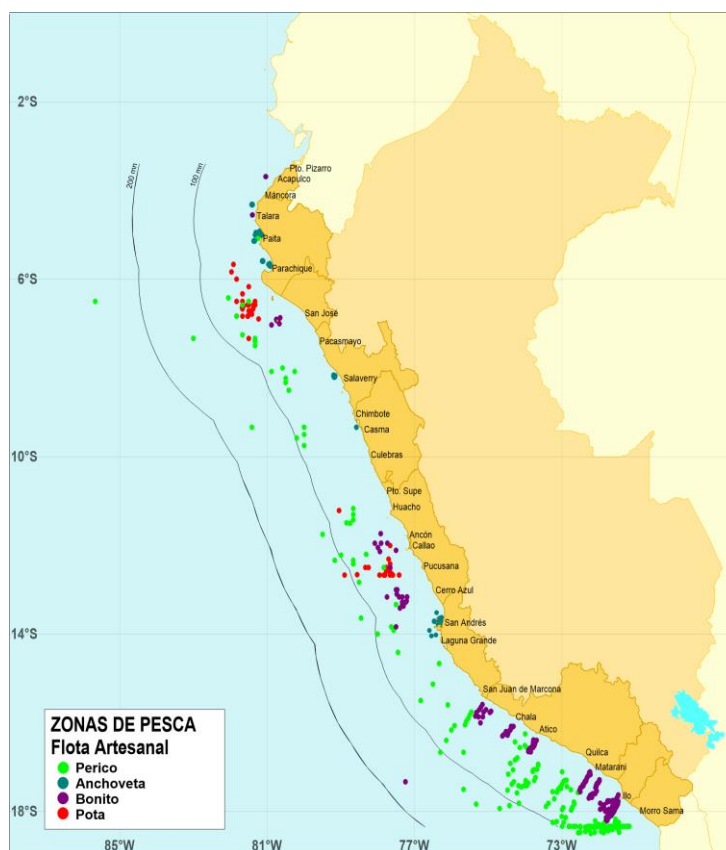 2°S
200 mn
100 mn
Pto. Pizarro
Acapulco
Máncora
Talara
Paita
6°S
Parachique
San José
Pacasmayo
Salaverry
Chimbote
Casma
10°S
Culebras
Pto. Supe
Huacho
Ancón
Callao
Pucusana
Cerro Azul
14°S
San Andrés
Laguna Grande
San Juan de Marcona
Chala
Atico
Quilca
Matarani
Ilo
Morro Sama
18°S
ZONAS DE PESCA
Flota Artesanal
Perico
Anchoveta
Bonito
Pota
85°W
81°W
77°W
73°W